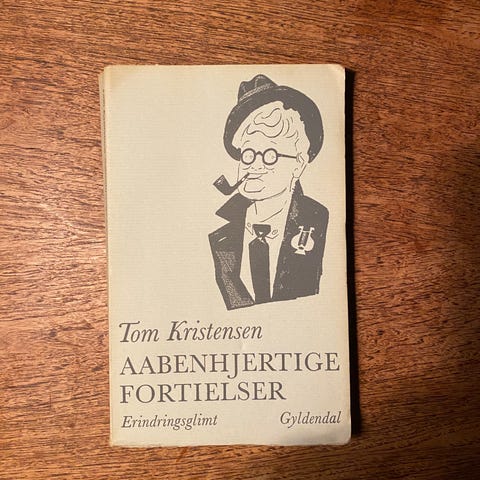 Tom Kristensen
AABENHJERTIGE
FORTIELSER
Erindringsglimt Gyldendal